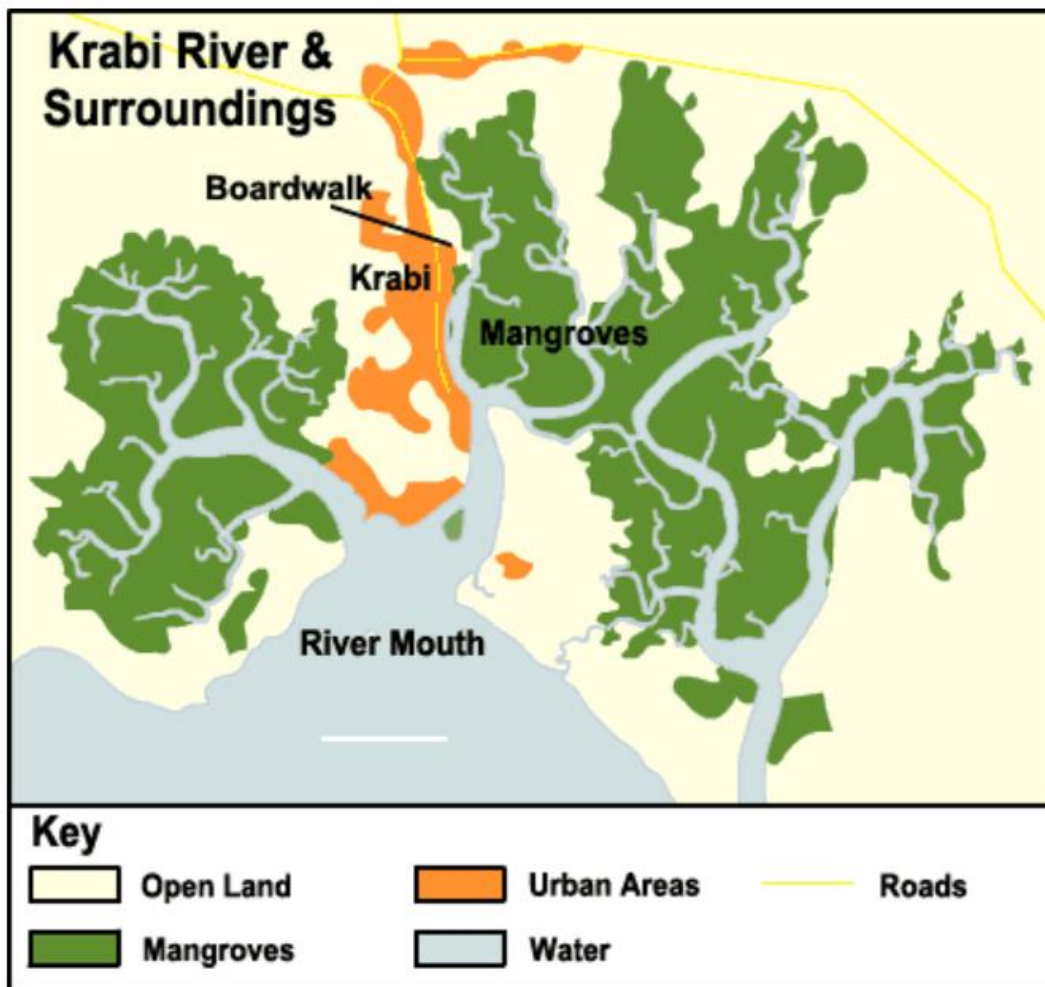 Krabi River &
Surroundings
Boardwalk
Krabi
Mangroves
River Mouth
Key
Open Land
Urban Areas
Roads
Mangroves
Water